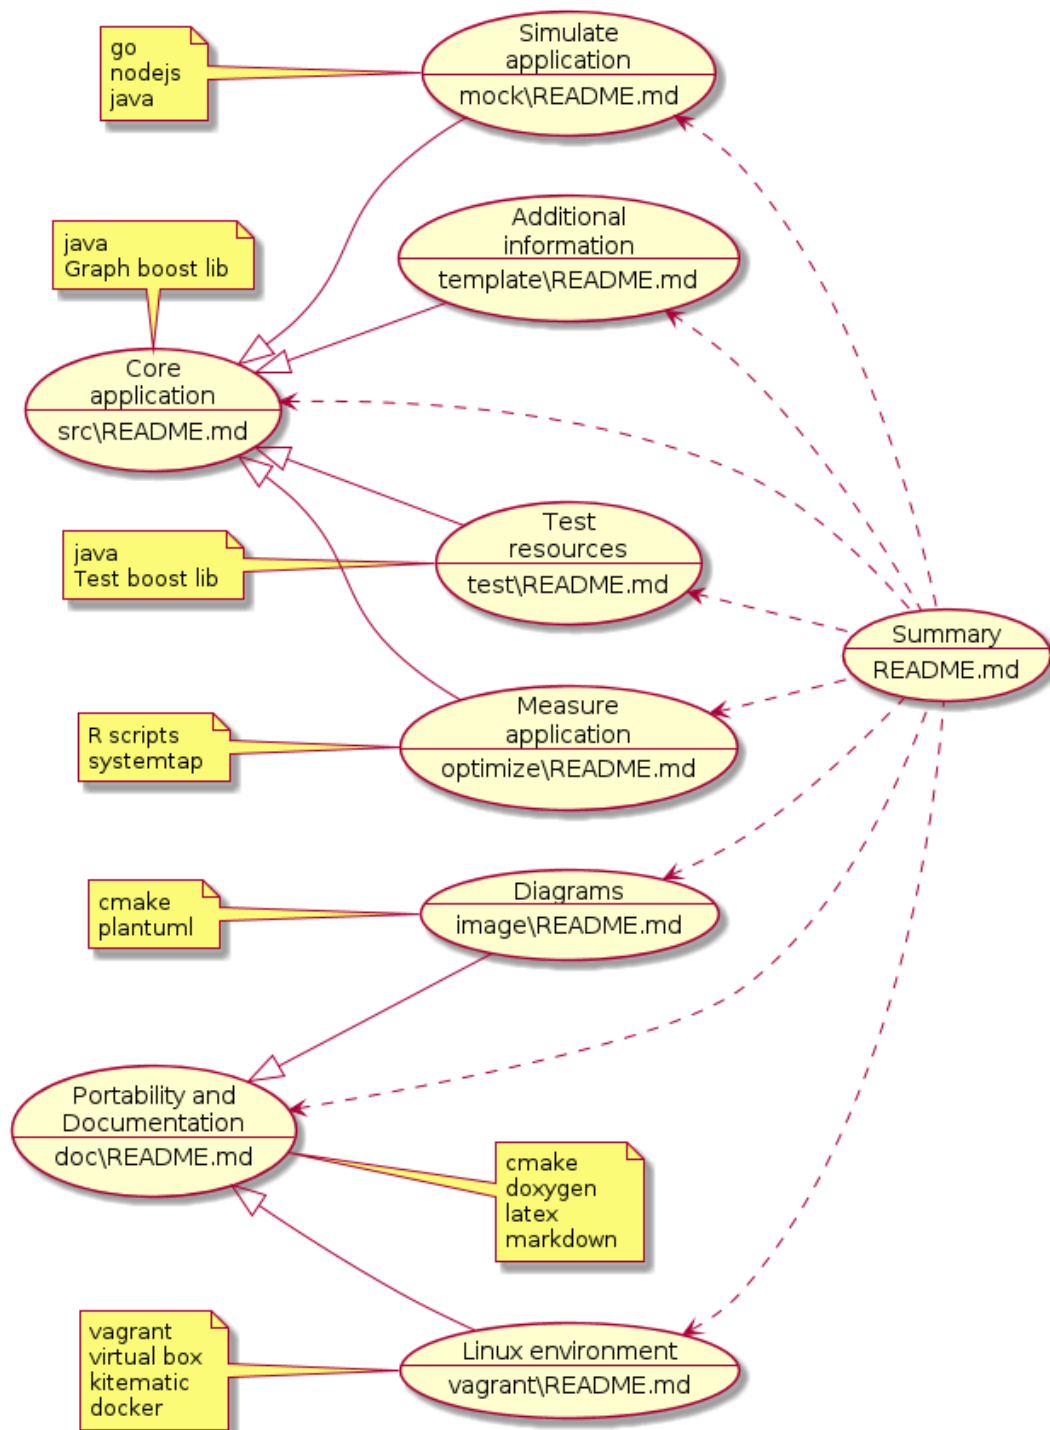 go
nodejs
java
Simulate
application
mock\README.md
Additional
information
template\README.md
java
Graph boost lib
Core
application
src\README.md
Test
resources
test\README.md
java
Test boost lib
Summary
README.md
Measure
application
optimize\README.md
R scripts
systemtap
Diagrams
image\README.md
cmake
plantuml
Portability and
Documentation
doc\README.md
cmake
doxygen
latex
markdown
Linux environment
vagrant\README.md
vagrant
virtual box
kitematic
docker